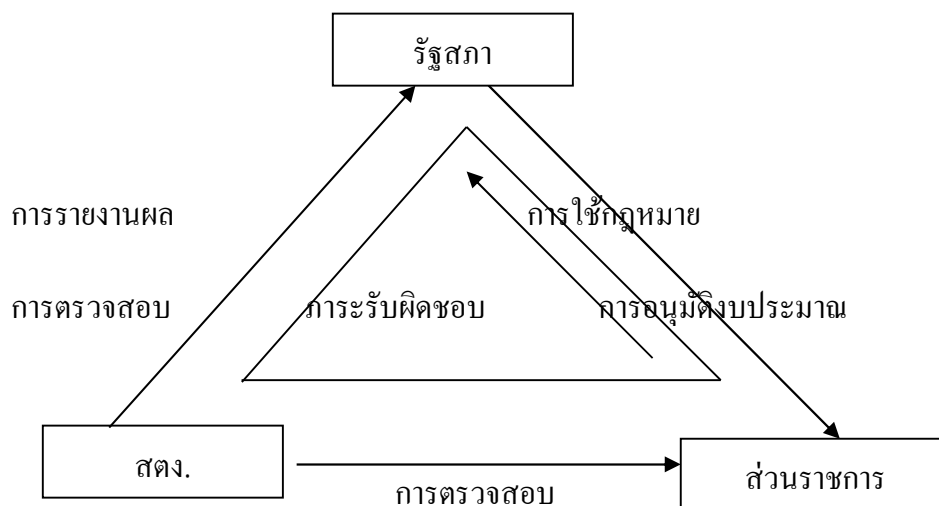 รัฐสภา
การรายงานผล
การใช้กฎหมาย
การตรวจสอบ
ภาระรับผิดชอบ
การอนุมัติงบประมาณ
สตง.
การตรวจสอบ
ส่วนราชการ